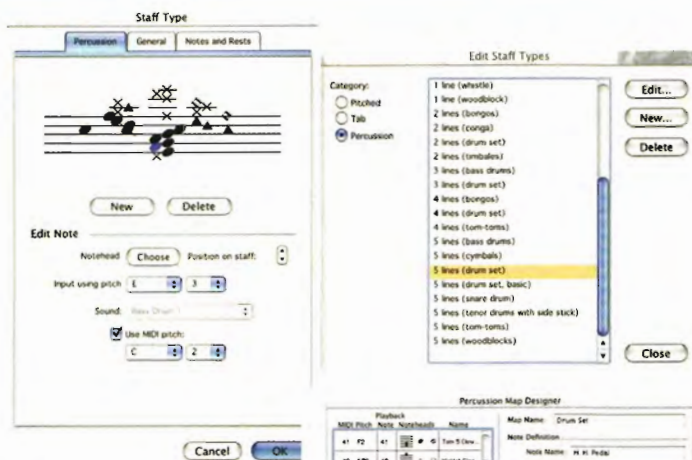 Staff Type
Percussion General Notes and Rests
New Delete
Edit Note
Notehead Choose Position on staff:
Input using pitch E 3
Sound: Bass Drum 1
Use MIDI pitch:
C 2
Cancel OK
Edit Staff Types
Category:
Pitched
Tab
Percussion
1 line (whistle)
1 line (woodblock)
2 lines (bongos)
2 lines (conga)
2 lines (drum set)
2 lines (timbales)
3 lines (bass drums)
3 lines (drum set)
4 lines (bongos)
4 lines (drum set)
4 lines (tom-toms)
5 lines (bass drums)
5 lines (cymbals)
5 lines (drum set)
5 lines (drum set, basic)
5 lines (snare drum)
5 lines (tenor drums with side stick)
5 lines (tom-toms)
5 lines (woodblocks)
Edit...
New...
Delete
Close
Percussion Map Designer
Playback
MIDI Pitch Note Noteheads Name
41 F2 41
Map Name: Drum Set
Note Definition
Note Name: H.H. Pedal